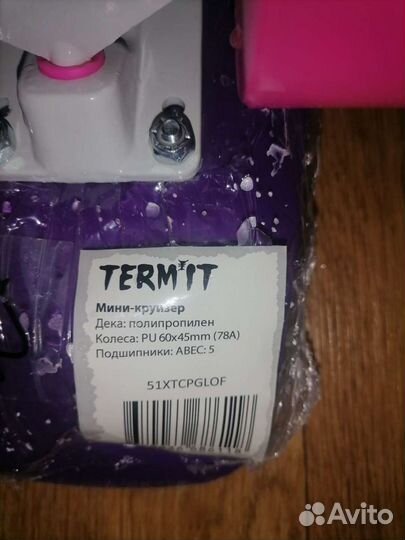 TERMIT
Мини-круизер
Дека: полипропилен
Колеса: PU 60x45mm (78A)
Подшипники: ABEC: 5
51XTCPGLOF
Avito